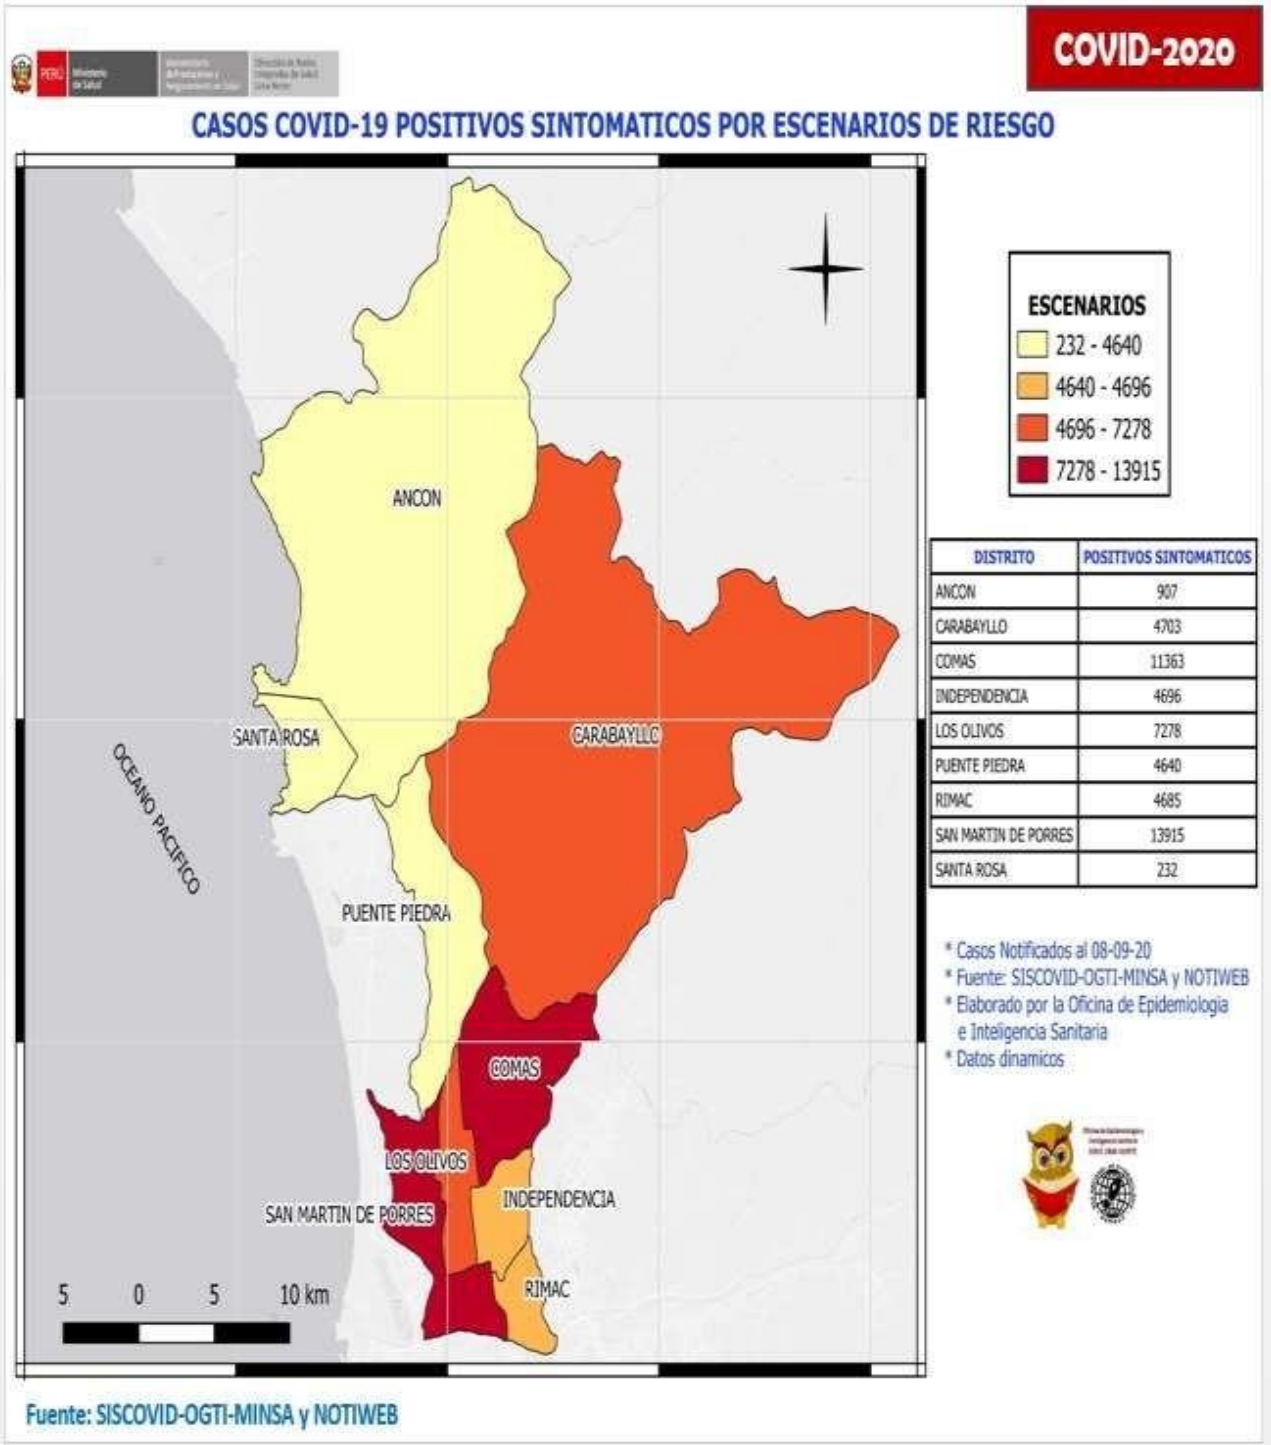 COVID-2020
PERÚ Ministerio de Salud
CASOS COVID-19 POSITIVOS SINTOMATICOS POR ESCENARIOS DE RIESGO
ESCENARIOS
232 - 4640
4640 - 4696
4696 - 7278
7278 - 13915
ANCON
SANTA ROSA
CARABAYLLO
OCEANO PACIFICO
PUENTE PIEDRA
COMAS
LOS OLIVOS
INDEPENDENCIA
SAN MARTIN DE PORRES
RIMAC
5 0 5 10 km
DISTRITO POSITIVOS SINTOMATICOS
ANCON 907
CARABAYLLO 4703
COMAS 11363
INDEPENDENCIA 4696
LOS OLIVOS 7278
PUENTE PIEDRA 4640
RIMAC 4685
SAN MARTIN DE PORRES 13915
SANTA ROSA 232
* Casos Notificados al 08-09-20
* Fuente: SISCOVID-OGTI-MINSA y NOTIWEB
* Elaborado por la Oficina de Epidemiologia
e Inteligencia Sanitaria
* Datos dinamicos
Fuente: SISCOVID-OGTI-MINSA y NOTIWEB